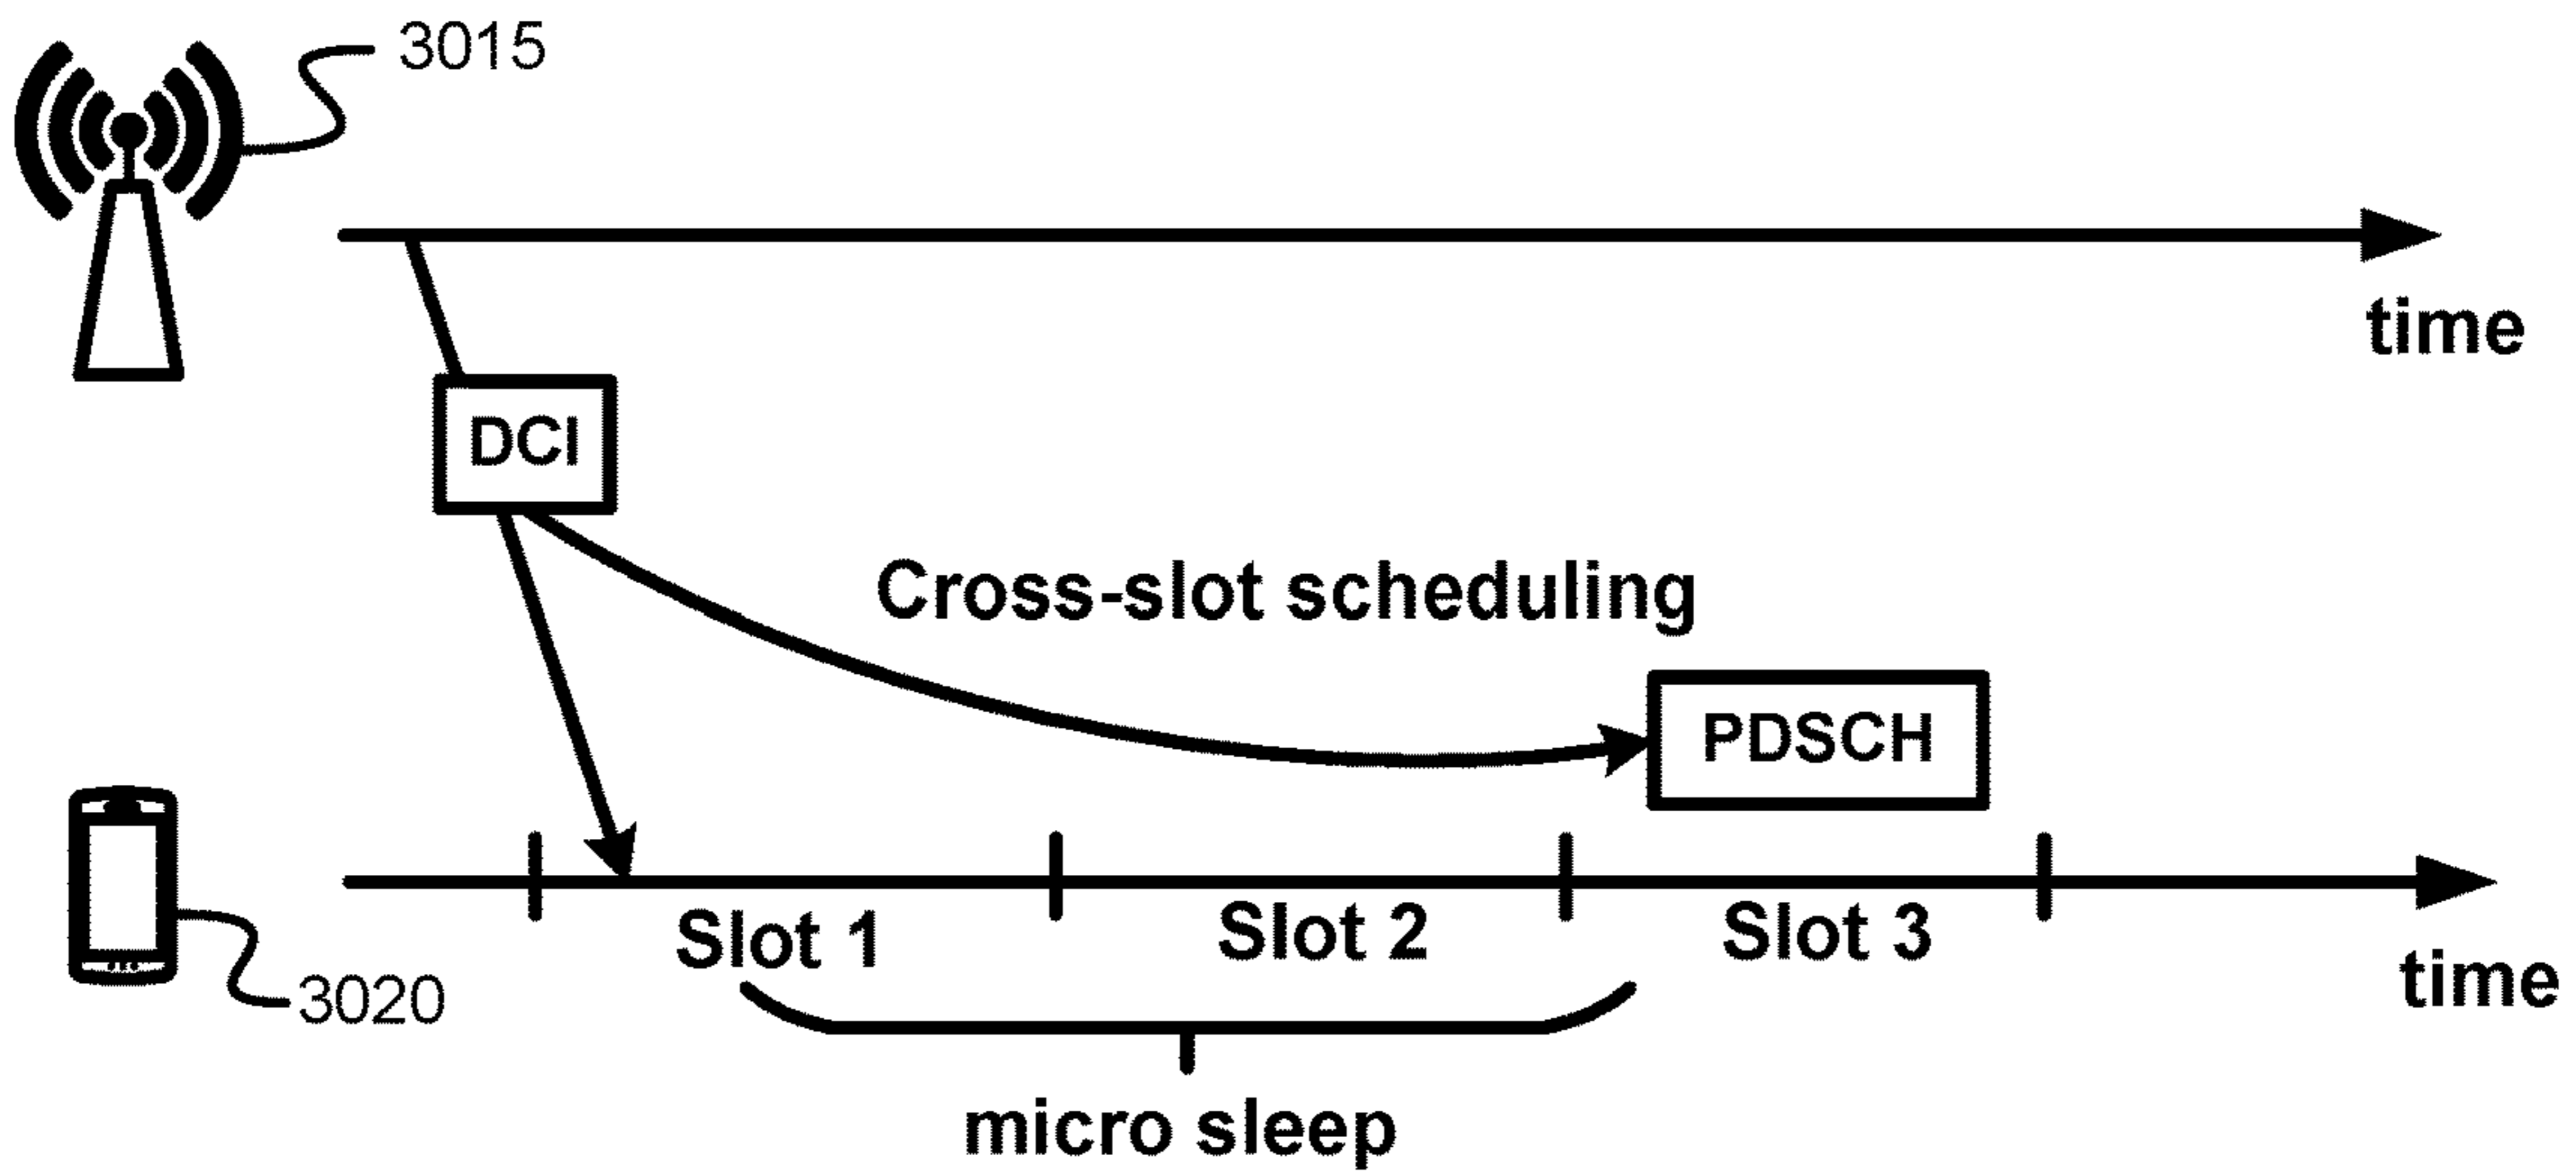 3015
time
DCI
Cross-slot scheduling
PDSCH
Slot 1
Slot 2
Slot 3
time
3020
micro sleep